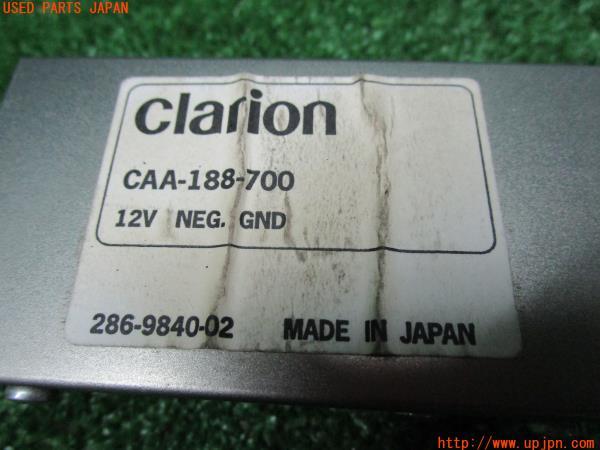 USED PARTS JAPAN
clarion
CAA-188-700
12V NEG. GND
286-9840-02 MADE IN JAPAN
http://www.upjpn.com/